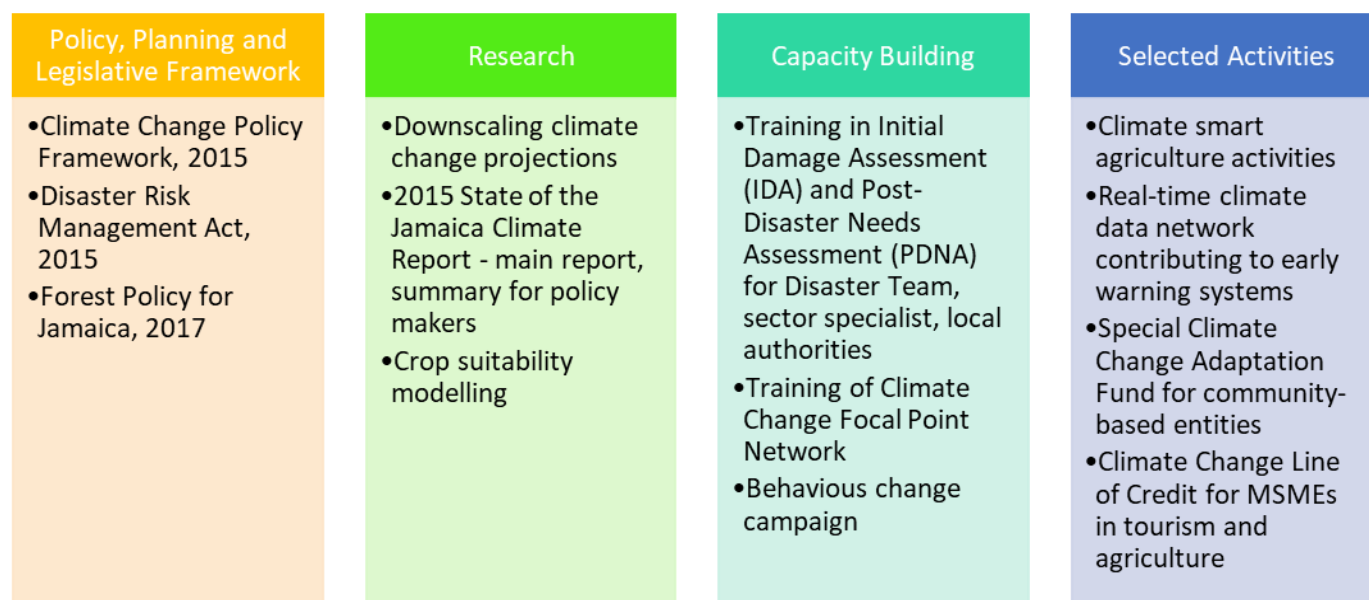 Policy, Planning and
Legislative Framework
•Climate Change Policy
Framework, 2015
•Disaster Risk
Management Act,
2015
•Forest Policy for
Jamaica, 2017
Research
•Downscaling climate
change projections
•2015 State of the
Jamaica Climate
Report - main report,
summary for policy
makers
•Crop suitability
modelling
Capacity Building
•Training in Initial
Damage Assessment
(IDA) and Post-
Disaster Needs
Assessment (PDNA)
for Disaster Team,
sector specialist, local
authorities
•Training of Climate
Change Focal Point
Network
•Behavious change
campaign
Selected Activities
•Climate smart
agriculture activities
•Real-time climate
data network
contributing to early
warning systems
•Special Climate
Change Adaptation
Fund for community-
based entities
•Climate Change Line
of Credit for MSMEs
in tourism and
agriculture